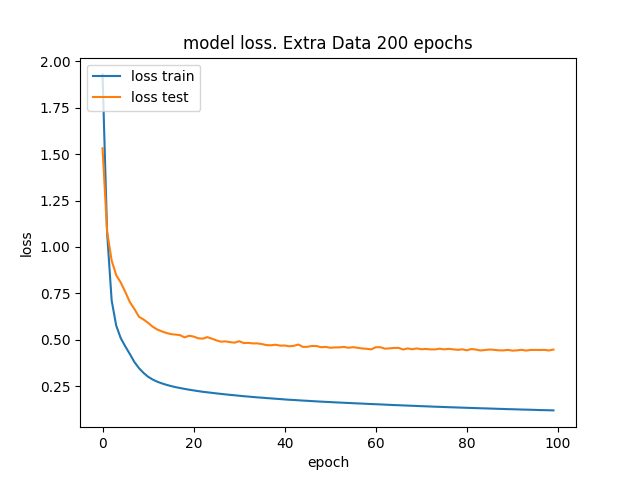 model loss. Extra Data 200 epochs
loss train
loss test
2.00
1.75
1.50
1.25
1.00
0.75
0.50
0.25
loss
0 20 40 60 80 100
epoch